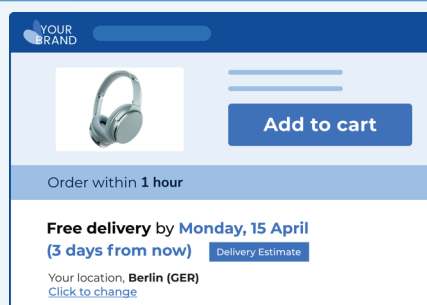 YOUR
BRAND
Add to cart
Order within 1 hour
Free delivery by Monday, 15 April
(3 days from now)
Delivery Estimate
Your location, Berlin (GER)
Click to change